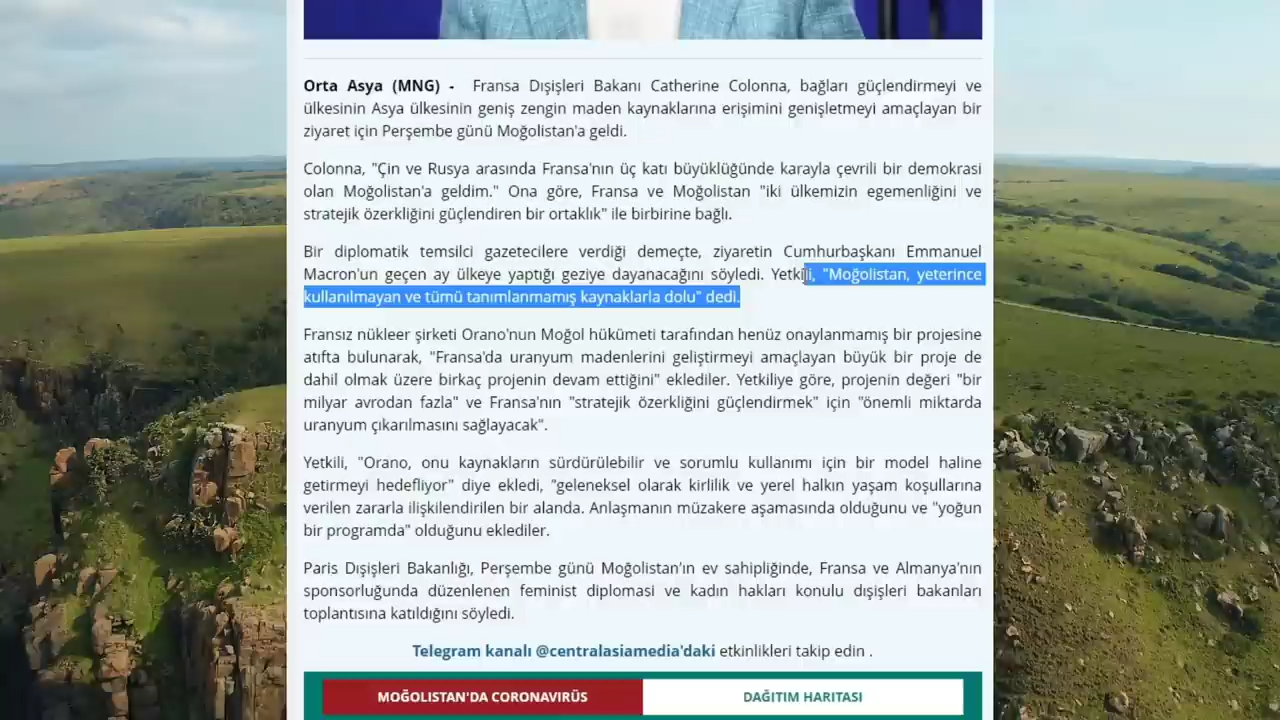 Orta Asya (MNG) - Fransa Dışişleri Bakanı Catherine Colonna, bağları güçlendirmeyi ve
ülkesinin Asya ülkesinin geniş zengin maden kaynaklarına erişimini genişletmeyi amaçlayan bir
ziyaret için Perşembe günü Moğolistan'a geldi.
Colonna, "Çin ve Rusya arasında Fransa'nın üç katı büyüklüğünde karayla çevrili bir demokrasi
olan Moğolistan'a geldim." Ona göre, Fransa ve Moğolistan "iki ülkemizin egemenliğini ve
stratejik özerkliğini güçlendiren bir ortaklık" ile birbirine bağlı.
Bir diplomatik temsilci gazetecilere verdiği demeçte, ziyaretin Cumhurbaşkanı Emmanuel
Macron'un geçen ay ülkeye yaptığı geziye dayanacağını söyledi. Yetkili, "Moğolistan, yeterince
kullanılmayan ve tümü tanımlanmamış kaynaklarla dolu" dedi.
Fransız nükleer şirketi Orano'nun Moğol hükümeti tarafından henüz onaylanmamış bir projesine
atıfta bulunarak, "Fransa'da uranyum madenlerini geliştirmeyi amaçlayan büyük bir proje de
dahil olmak üzere birkaç projenin devam ettiğini" eklediler. Yetkiliye göre, projenin değeri "bir
milyar avrodan fazla" ve Fransa'nın "stratejik özerkliğini güçlendirmek" için "önemli miktarda
uranyum çıkarılmasını sağlayacak".
Yetkili, "Orano, onu kaynakların sürdürülebilir ve sorumlu kullanımı için bir model haline
getirmeyi hedefliyor" diye ekledi, "geleneksel olarak kirlilik ve yerel halkın yaşam koşullarına
verilen zararla ilişkilendirilen bir alanda. Anlaşmanın müzakere aşamasında olduğunu ve "yoğun
bir programda" olduğunu eklediler.
Paris Dışişleri Bakanlığı, Perşembe günü Moğolistan'ın ev sahipliğinde, Fransa ve Almanya'nın
sponsorluğunda düzenlenen feminist diplomasi ve kadın hakları konulu dışişleri bakanları
toplantısına katıldığını söyledi.
Telegram kanalı @centralasiamedia'daki etkinlikleri takip edin .
MOĞOLİSTAN'DA CORONAVIRÜS
DAĞITIM HARITASI